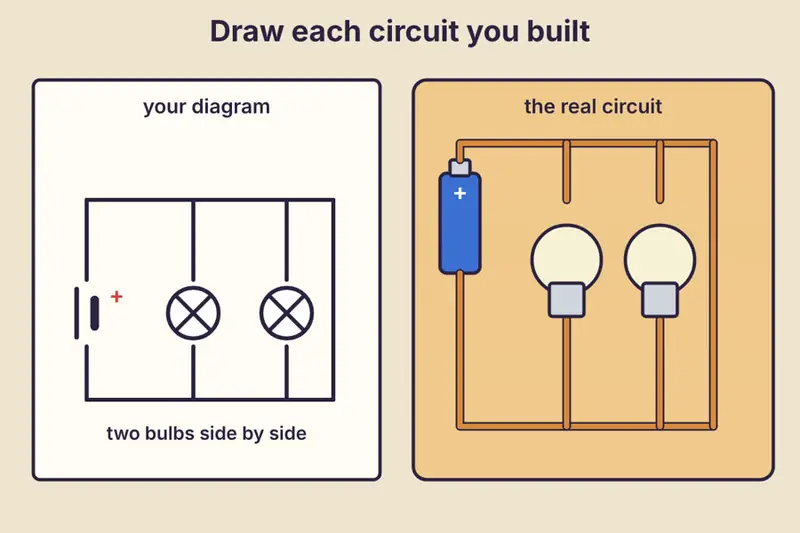 Draw each circuit you built
your diagram
+
two bulbs side by side
the real circuit
+